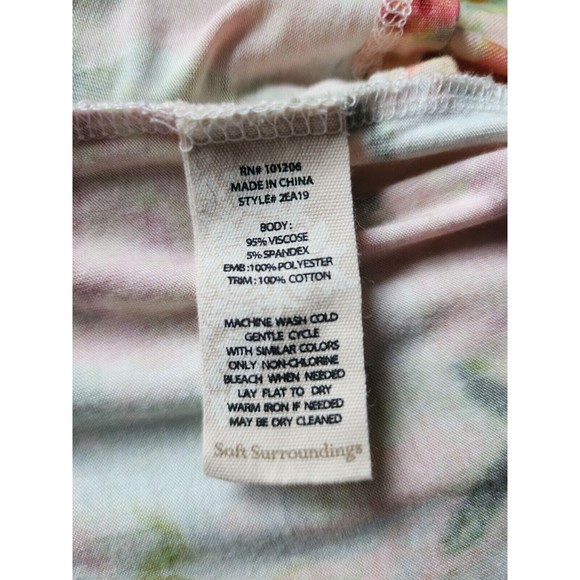 RN# 101206
MADE IN CHINA
STYLE# 2EA19
BODY:
95% VISCOSE
5% SPANDEX
EMB:100% POLYESTER
TRIM: 100% COTTON
MACHINE WASH COLD
GENTLE CYCLE
WITH SIMILAR COLORS
ONLY NON-CHLORINE
BLEACH WHEN NEEDED
LAY FLAT TO DRY
WARM IRON IF NEEDED
MAY BE DRY CLEANED
Soft Surroundings